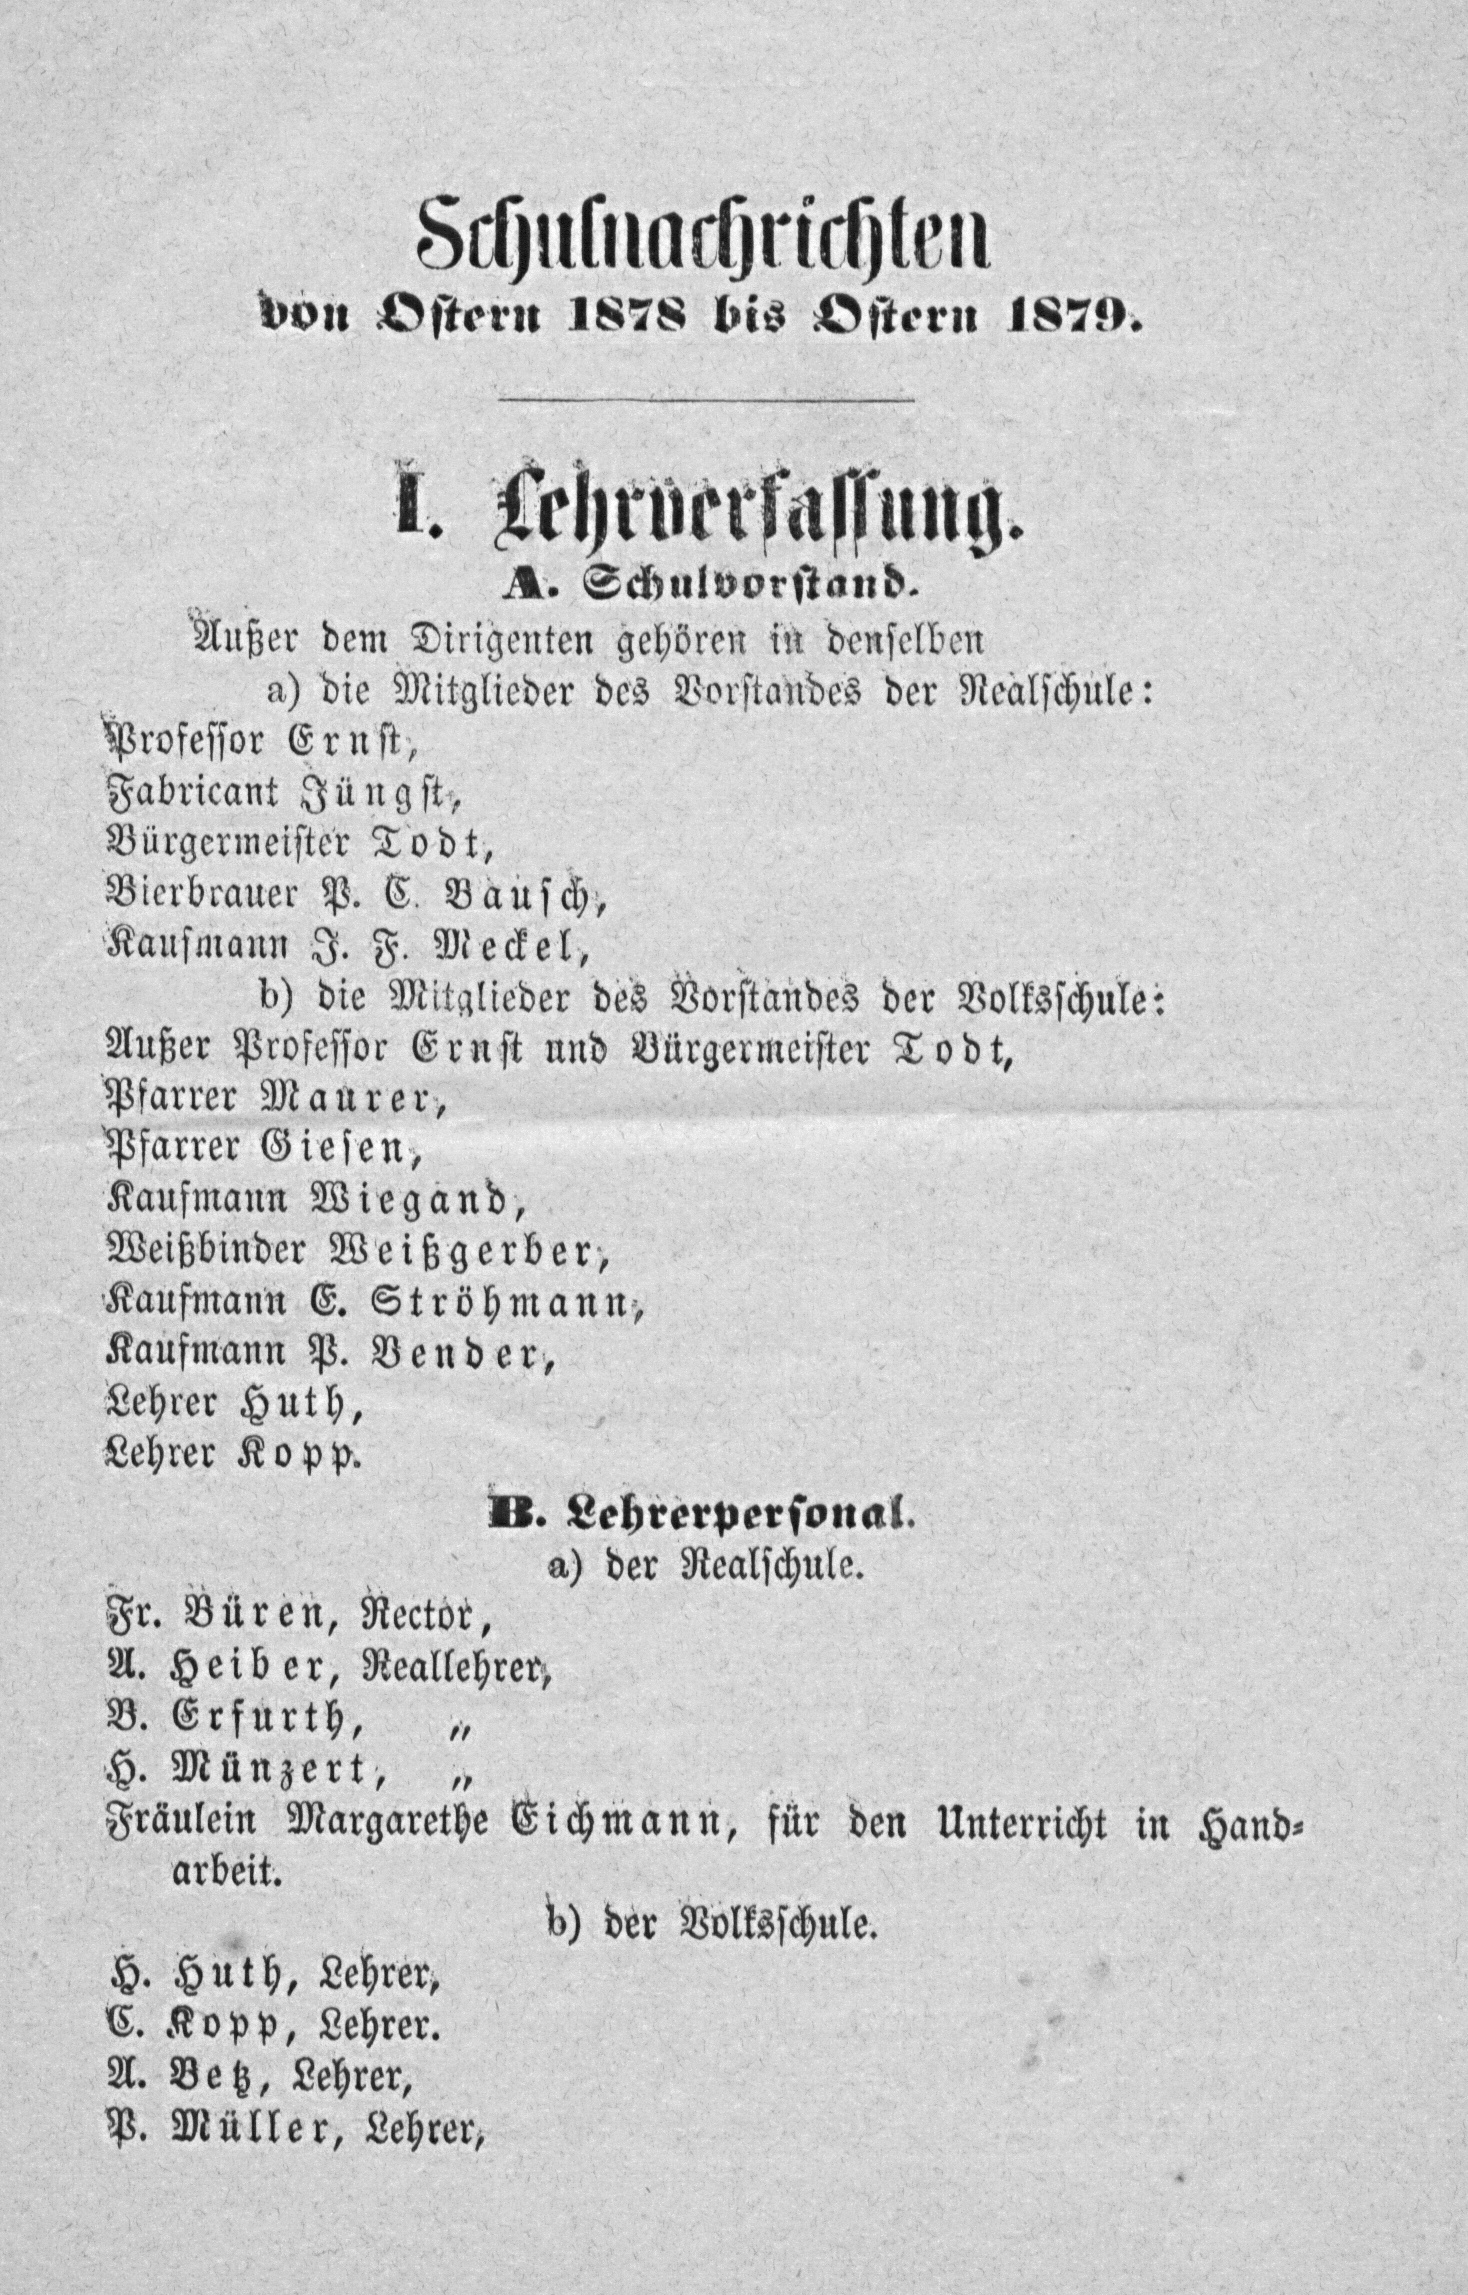 Schulnachrichten
von Ostern 1878 bis Ostern 1879.
I. Lehrverfassung.
A. Schulvorstand.
Außer dem Dirigenten gehören in denselben
a) die Mitglieder des Vorstandes der Realschule:
Professor Ernst,
Fabricant Jüngst,
Bürgermeister Todt,
Bierbrauer P. C. Bausch,
Kaufmann J. F. Meckel,
b) die Mitglieder des Vorstandes der Volksschule:
Außer Professor Ernst und Bürgermeister Todt,
Pfarrer Maurer,
Pfarrer Giesen,
Kaufmann Wiegand,
Weißbinder Weißgerber,
Kaufmann E. Ströhmann,
Kaufmann P. Bender,
Lehrer Huth,
Lehrer Kopp.
B. Lehrerpersonal.
a) der Realschule.
Fr. Büren, Rector,
A. Heiber, Reallehrer,
B. Erfurth, „
H. Münzert, „
Fräulein Margarethe Eichmann, für den Unterricht in Hand-
arbeit.
b) der Volksschule.
H. Huth, Lehrer,
C. Kopp, Lehrer.
A. Betz, Lehrer,
P. Müller, Lehrer,